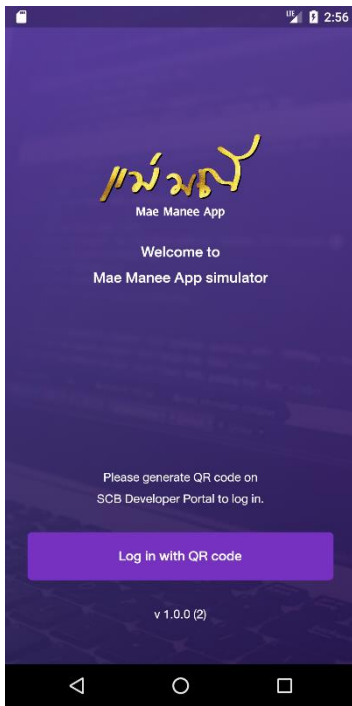 LTE 2:56
แม่มณี
Mae Manee App
Welcome to
Mae Manee App simulator
Please generate QR code on
SCB Developer Portal to log in.
Log in with QR code
v 1.0.0 (2)